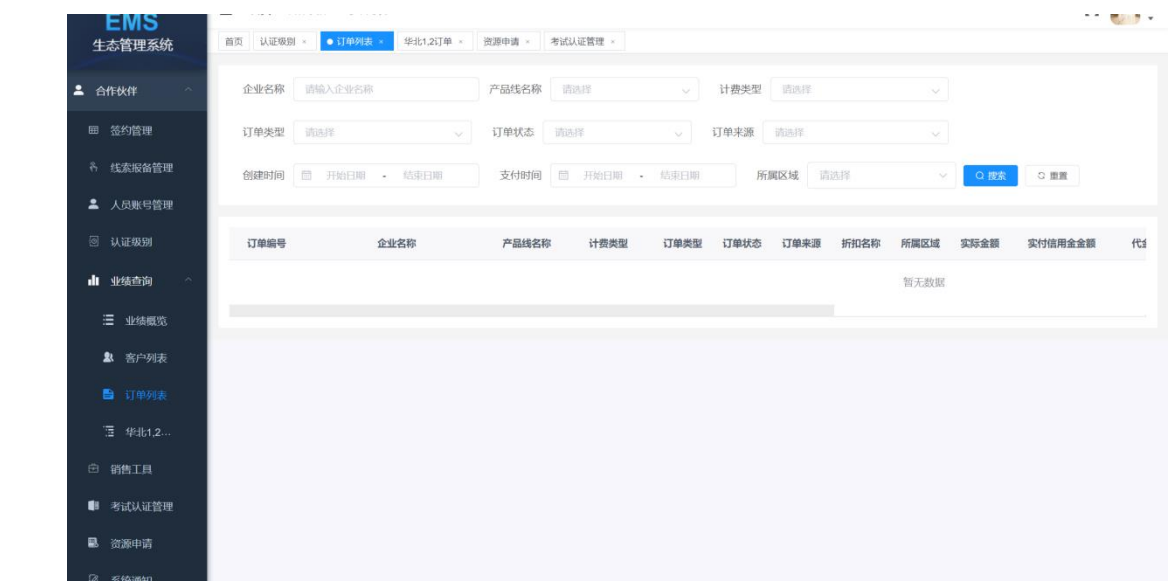 EMS
生态管理系统
首页 认证级别 × 订单列表 × 华北1,2订单 × 资源申请 × 考试认证管理 ×
合作伙伴
签约管理
线索报备管理
人员账号管理
认证级别
业绩查询
业绩概览
客户列表
订单列表
华北1,2...
销售工具
考试认证管理
资源申请
系统通知
企业名称 请输入企业名称 产品线名称 请选择 计费类型 请选择
订单类型 请选择 订单状态 请选择 订单来源 请选择
创建时间 开始日期 - 结束日期 支付时间 开始日期 - 结束日期 所属区域 请选择 搜索 重置
订单编号 企业名称 产品线名称 计费类型 订单类型 订单状态 订单来源 折扣名称 所属区域 实际金额 实付信用金金额 代金
暂无数据